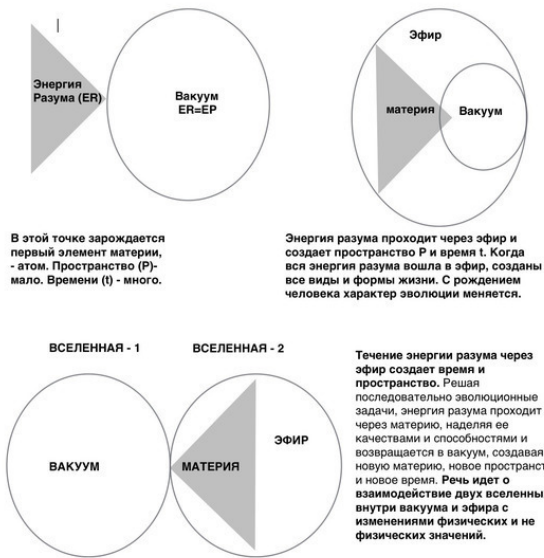 Энергия
Разума (ER)
Вакуум
ER=EP
Эфир
материя
Вакуум
В этой точке зарождается
первый элемент материи,
- атом. Пространство (P)-
мало. Времени (t) - много.
Энергия разума проходит через эфир и
создает пространство P и время t. Когда
вся энергия разума вошла в эфир, созданы
все виды и формы жизни. С рождением
человека характер эволюции меняется.
ВСЕЛЕННАЯ - 1
ВСЕЛЕННАЯ - 2
ВАКУУМ
МАТЕРИЯ
ЭФИР
Течение энергии разума через
эфир создает время и
пространство. Решая
последовательно эволюционные
задачи, энергия разума проходит
через материю, наделяя ее
качествами и способностями и
возвращается в вакуум, создавая
новую материю, новое пространст
и новое время. Речь идет о
взаимодействие двух вселенны
внутри вакуума и эфира с
изменениями физических и не
физических значений.